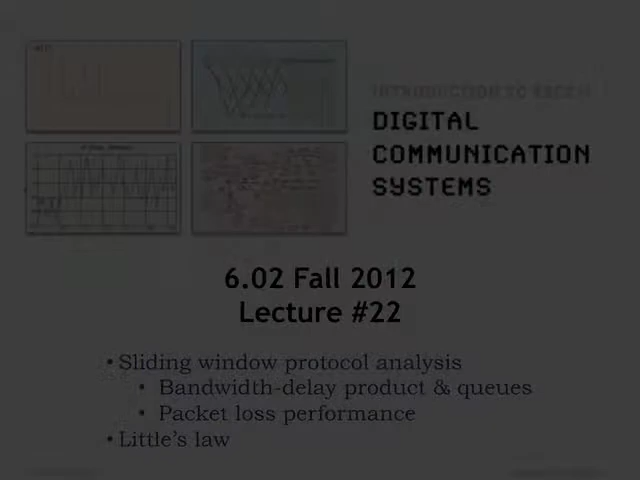 DIGITAL
COMMUNICATION
SYSTEMS
6.02 Fall 2012
Lecture #22
• Sliding window protocol analysis
• Bandwidth-delay product & queues
• Packet loss performance
• Little's law